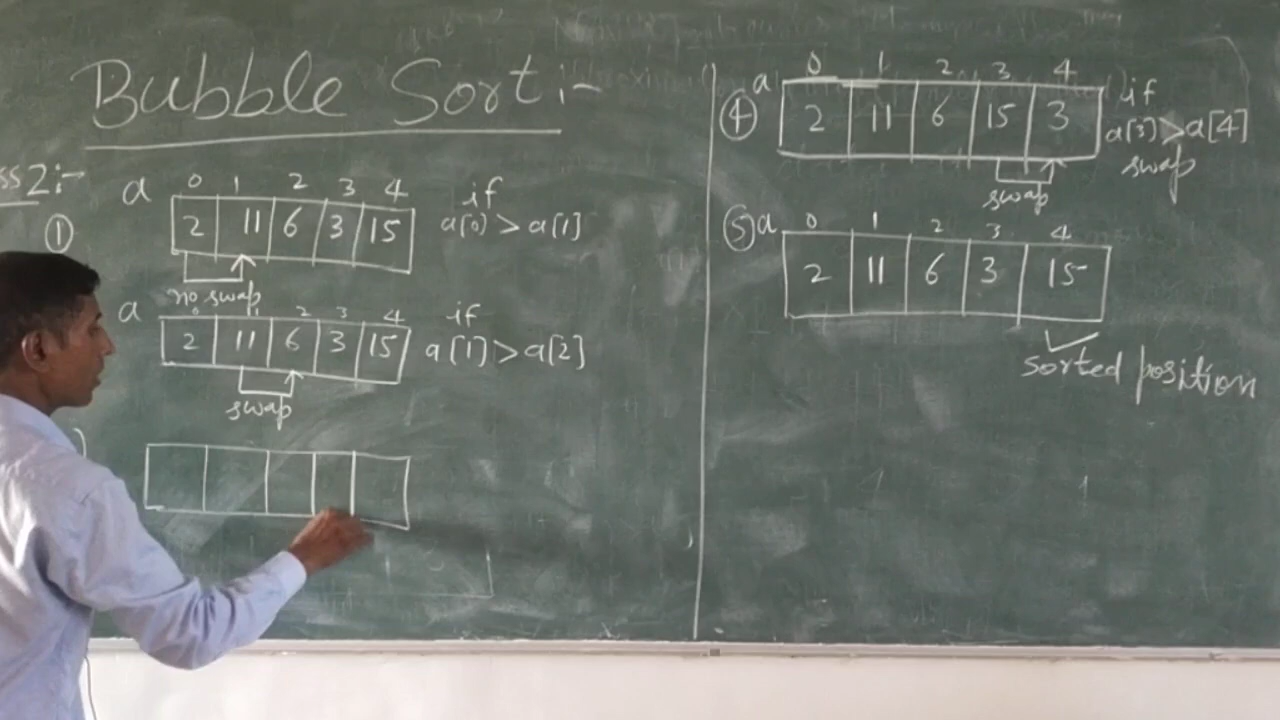 Bubble Sort:-
ss2:-
①
a 0 1 2 3 4
2 11 6 3 15
if
a[0] > a[1]
no swap
a 0 1 2 3 4
2 11 6 3 15
if
a[1] > a[2]
swap
④ a 0 1 2 3 4
2 11 6 15 3
if
a[3] > a[4]
swap
swap
⑤ a 0 1 2 3 4
2 11 6 3 15
sorted position